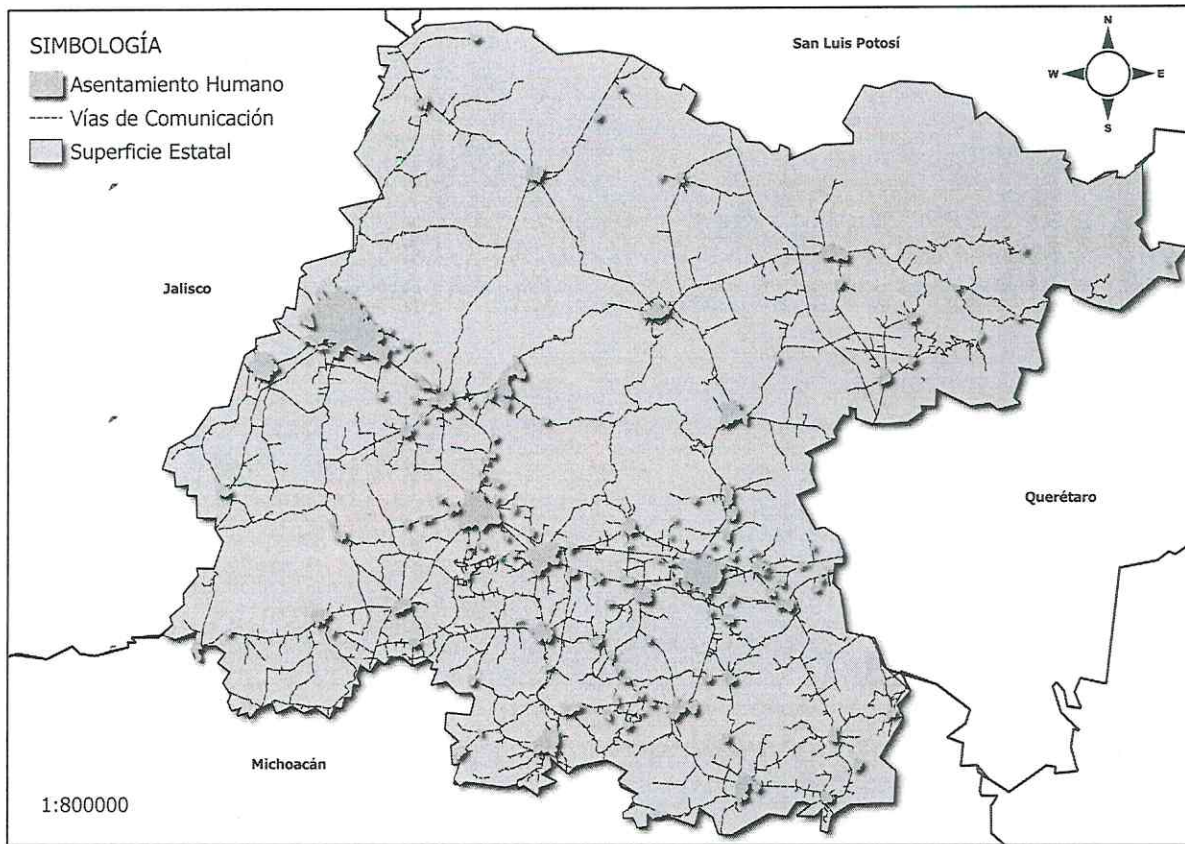 SIMBOLOGÍA
Asentamiento Humano
Vías de Comunicación
Superficie Estatal
San Luis Potosí
N
W
E
S
Jalisco
Querétaro
Michoacán
1:800000